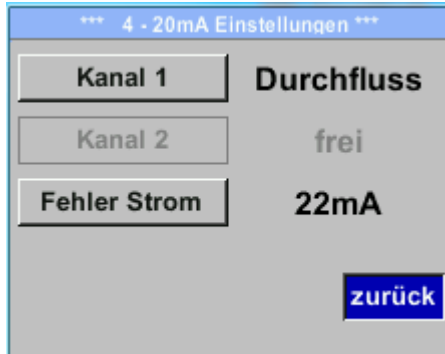 *** 4 - 20mA Einstellungen ***
Kanal 1 Durchfluss
Kanal 2 frei
Fehler Strom 22mA
zurück